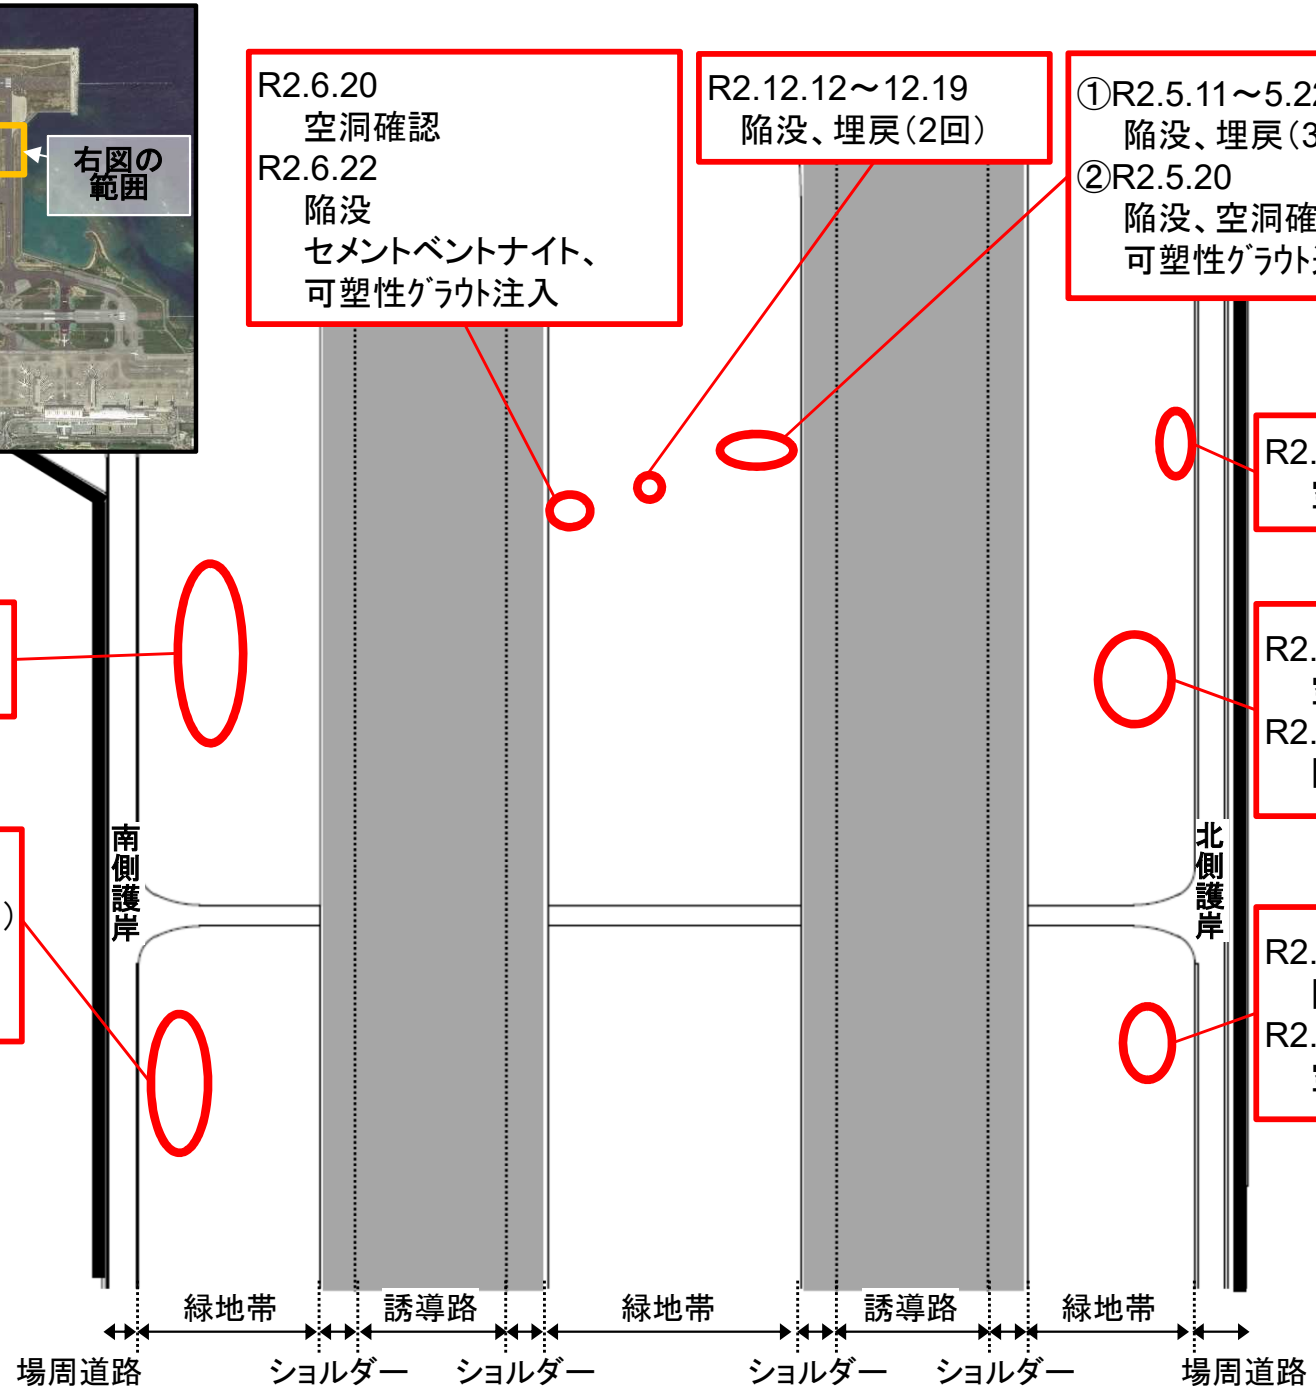 右図の
範囲
R2.6.20
空洞確認
R2.6.22
陥没
セメントベントナイト、
可塑性グラウト注入
R2.12.12～12.19
陥没、埋戻（2回）
①R2.5.11～5.22
陥没、埋戻（3
②R2.5.20
陥没、空洞確
可塑性グラウト
R2.
R2.
R2.
）
R2.
R2.
南側護岸
北側護岸
緑地帯
誘導路
緑地帯
誘導路
緑地帯
場周道路
ショルダー
ショルダー
ショルダー
ショルダー
場周道路